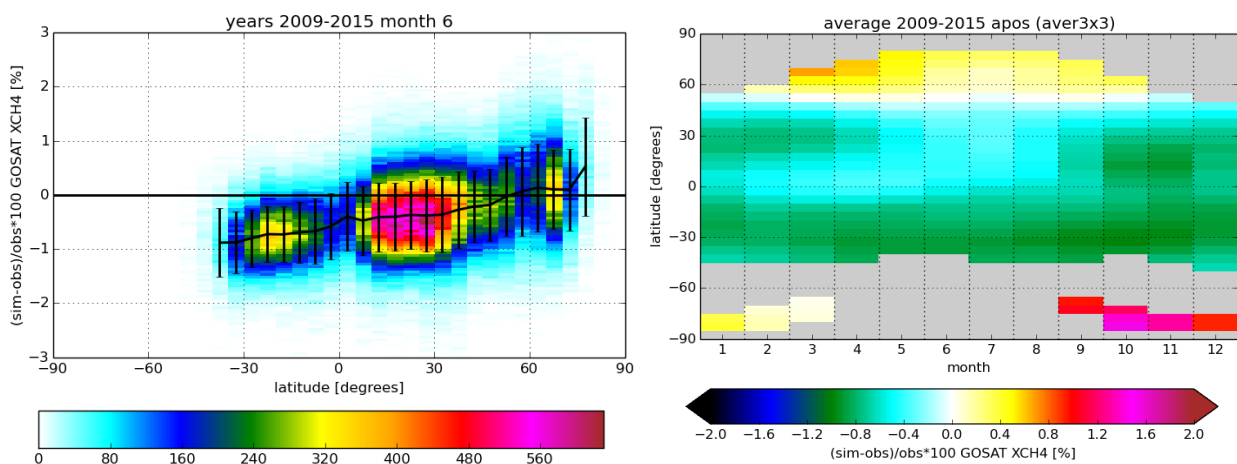 years 2009-2015 month 6
(sim-obs)/obs*100 GOSAT XCH4 [%]
3
2
1
0
−1
−2
−3
−90 −60 −30 0 30 60 90
latitude [degrees]
0 80 160 240 320 400 480 560
average 2009-2015 apos (aver3x3)
latitude [degrees]
90
60
30
0
−30
−60
−90
1 2 3 4 5 6 7 8 9 10 11 12
month
−2.0 −1.6 −1.2 −0.8 −0.4 0.0 0.4 0.8 1.2 1.6 2.0
(sim-obs)/obs*100 GOSAT XCH4 [%]